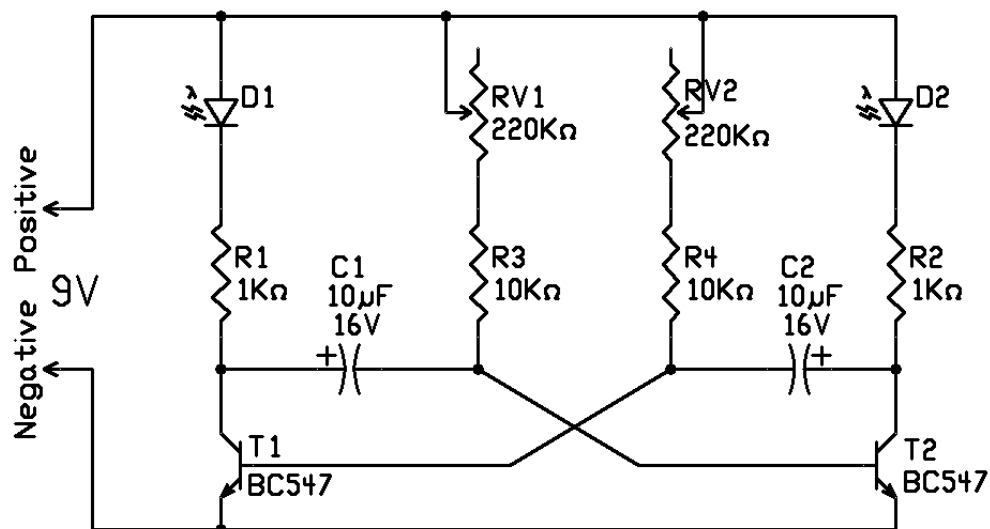 D1
RV1
220KΩ
RV2
220KΩ
D2
Negative Positive
9V
R1
1KΩ
C1
10µF
16V
+
R3
10KΩ
R4
10KΩ
C2
10µF
16V
+
R2
1KΩ
T1
BC547
T2
BC547